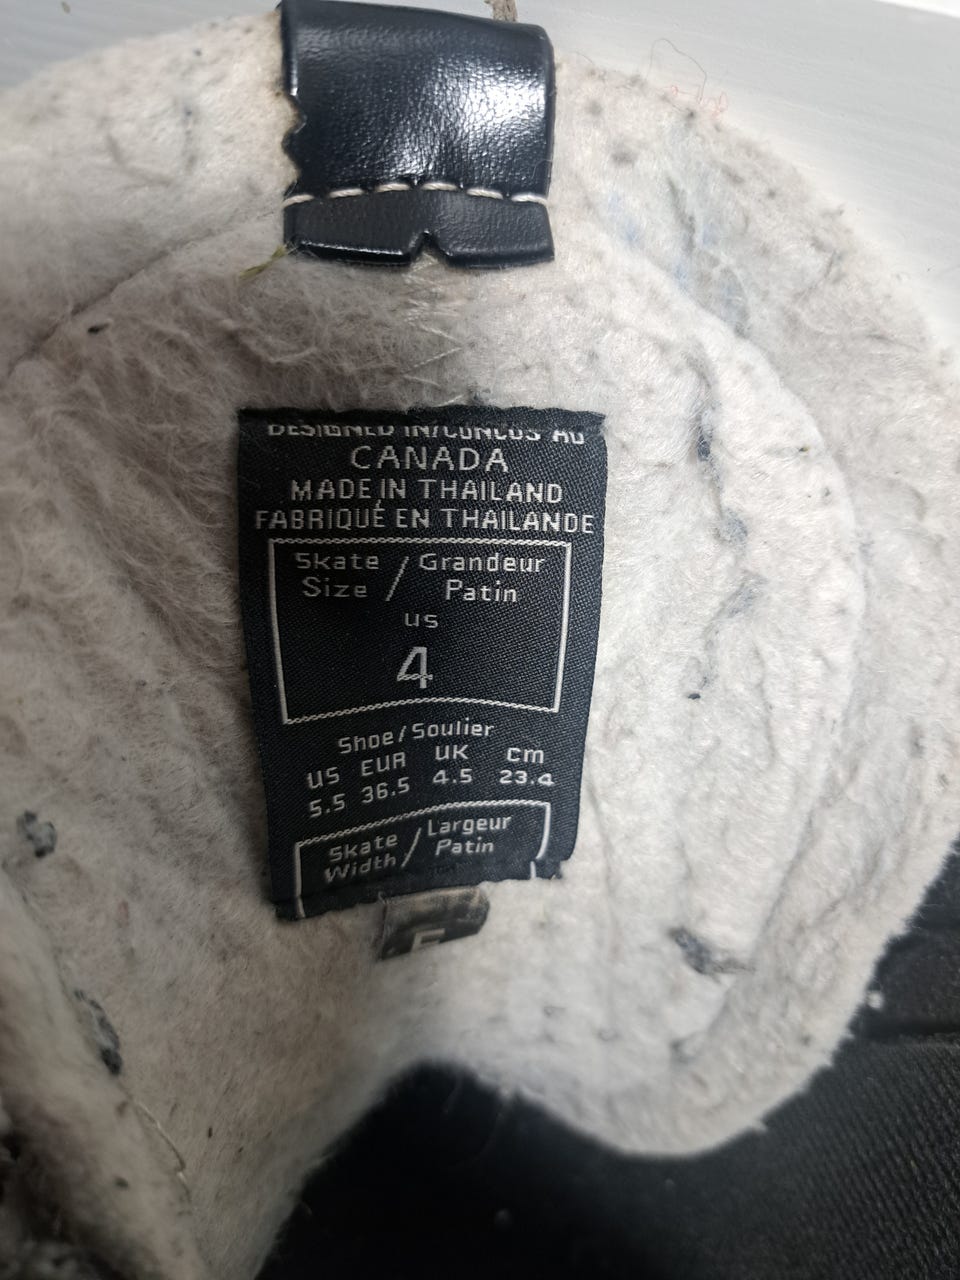 DESIGNED IN/CONÇUS AU
CANADA
MADE IN THAILAND
FABRIQUÉ EN THAILANDE
Skate / Grandeur
Size / Patin
US
4
Shoe/Soulier
US EUR UK cm
5.5 36.5 4.5 23.4
Skate / Largeur
Width / Patin